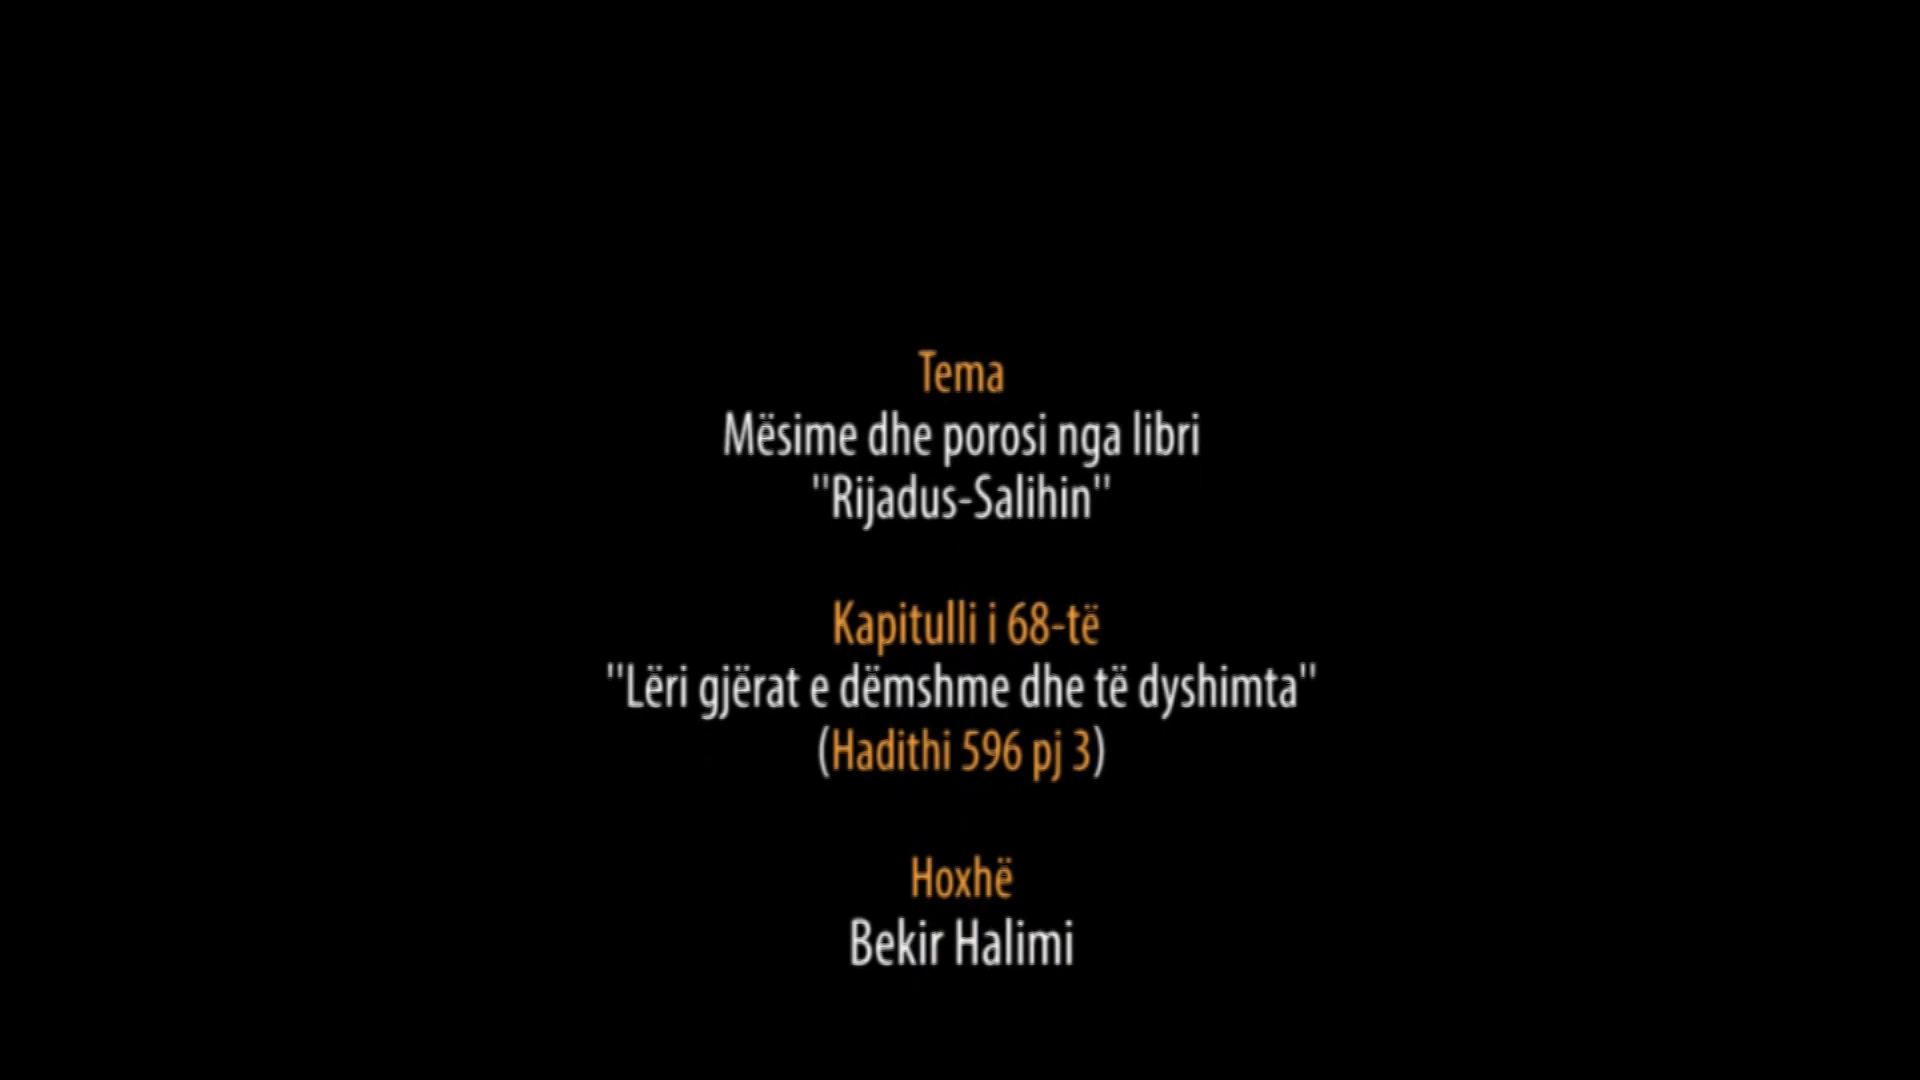 Tema
Mësime dhe porosi nga libri
"Rijadus-Salihin"
Kapitulli i 68-të
"Lëri gjërat e dëmshme dhe të dyshimta"
(Hadithi 596 pj 3)
Hoxhë
Bekir Halimi